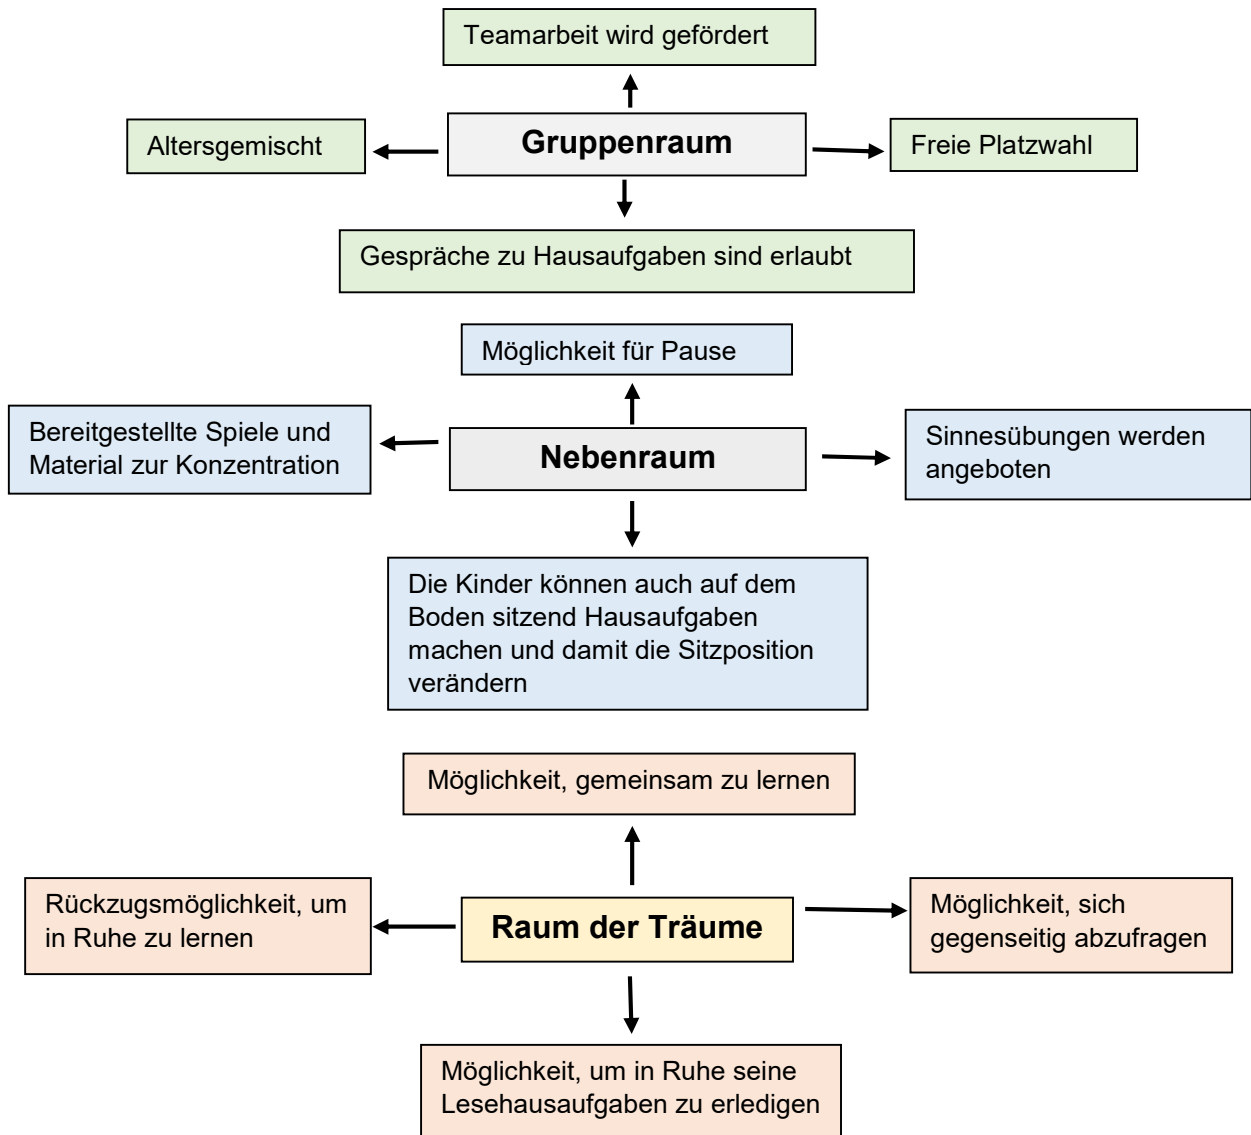 Teamarbeit wird gefördert
Altersgemischt
Gruppenraum
Freie Platzwahl
Gespräche zu Hausaufgaben sind erlaubt
Möglichkeit für Pause
Bereitgestellte Spiele und
Material zur Konzentration
Nebenraum
Sinnesübungen werden
angeboten
Die Kinder können auch auf dem
Boden sitzend Hausaufgaben
machen und damit die Sitzposition
verändern
Möglichkeit, gemeinsam zu lernen
Rückzugsmöglichkeit, um
in Ruhe zu lernen
Raum der Träume
Möglichkeit, sich
gegenseitig abzufragen
Möglichkeit, um in Ruhe seine
Lesehausaufgaben zu erledigen